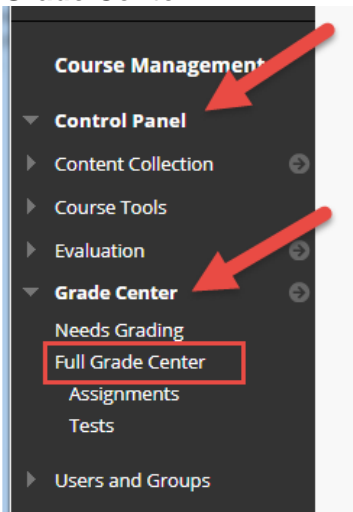 Course Management
Control Panel
Content Collection
Course Tools
Evaluation
Grade Center
Needs Grading
Full Grade Center
Assignments
Tests
Users and Groups